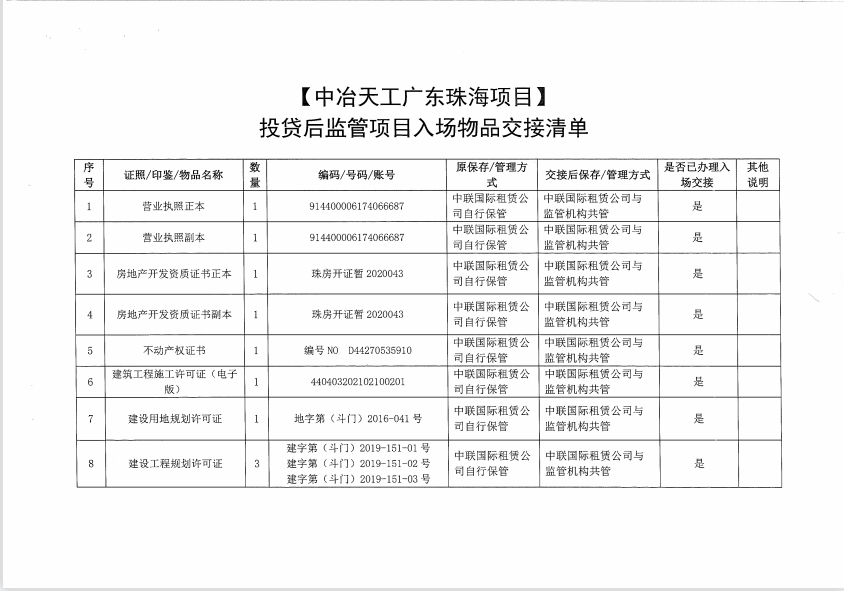 【中冶天工广东珠海项目】
投贷后监管项目入场物品交接清单
序号 证照/印鉴/物品名称 数量 编码/号码/账号 原保存/管理方式 交接后保存/管理方式 是否已办理入场交接 其他说明
1 营业执照正本 1 914400006174066687 中联国际租赁公司自行保管 中联国际租赁公司与监管机构共管 是
2 营业执照副本 1 914400006174066687 中联国际租赁公司自行保管 中联国际租赁公司与监管机构共管 是
3 房地产开发资质证书正本 1 珠房开证暂 2020043 中联国际租赁公司自行保管 中联国际租赁公司与监管机构共管 是
4 房地产开发资质证书副本 1 珠房开证暂 2020043 中联国际租赁公司自行保管 中联国际租赁公司与监管机构共管 是
5 不动产权证书 1 编号 NO D44270535910 中联国际租赁公司自行保管 中联国际租赁公司与监管机构共管 是
6 建筑工程施工许可证（电子版） 1 440403202102100201 中联国际租赁公司自行保管 中联国际租赁公司与监管机构共管 是
7 建设用地规划许可证 1 地字第（斗门）2016-041 号 中联国际租赁公司自行保管 中联国际租赁公司与监管机构共管 是
8 建设工程规划许可证 3 建字第（斗门）2019-151-01 号 建字第（斗门）2019-151-02 号 建字第（斗门）2019-151-03 号 中联国际租赁公司自行保管 中联国际租赁公司与监管机构共管 是